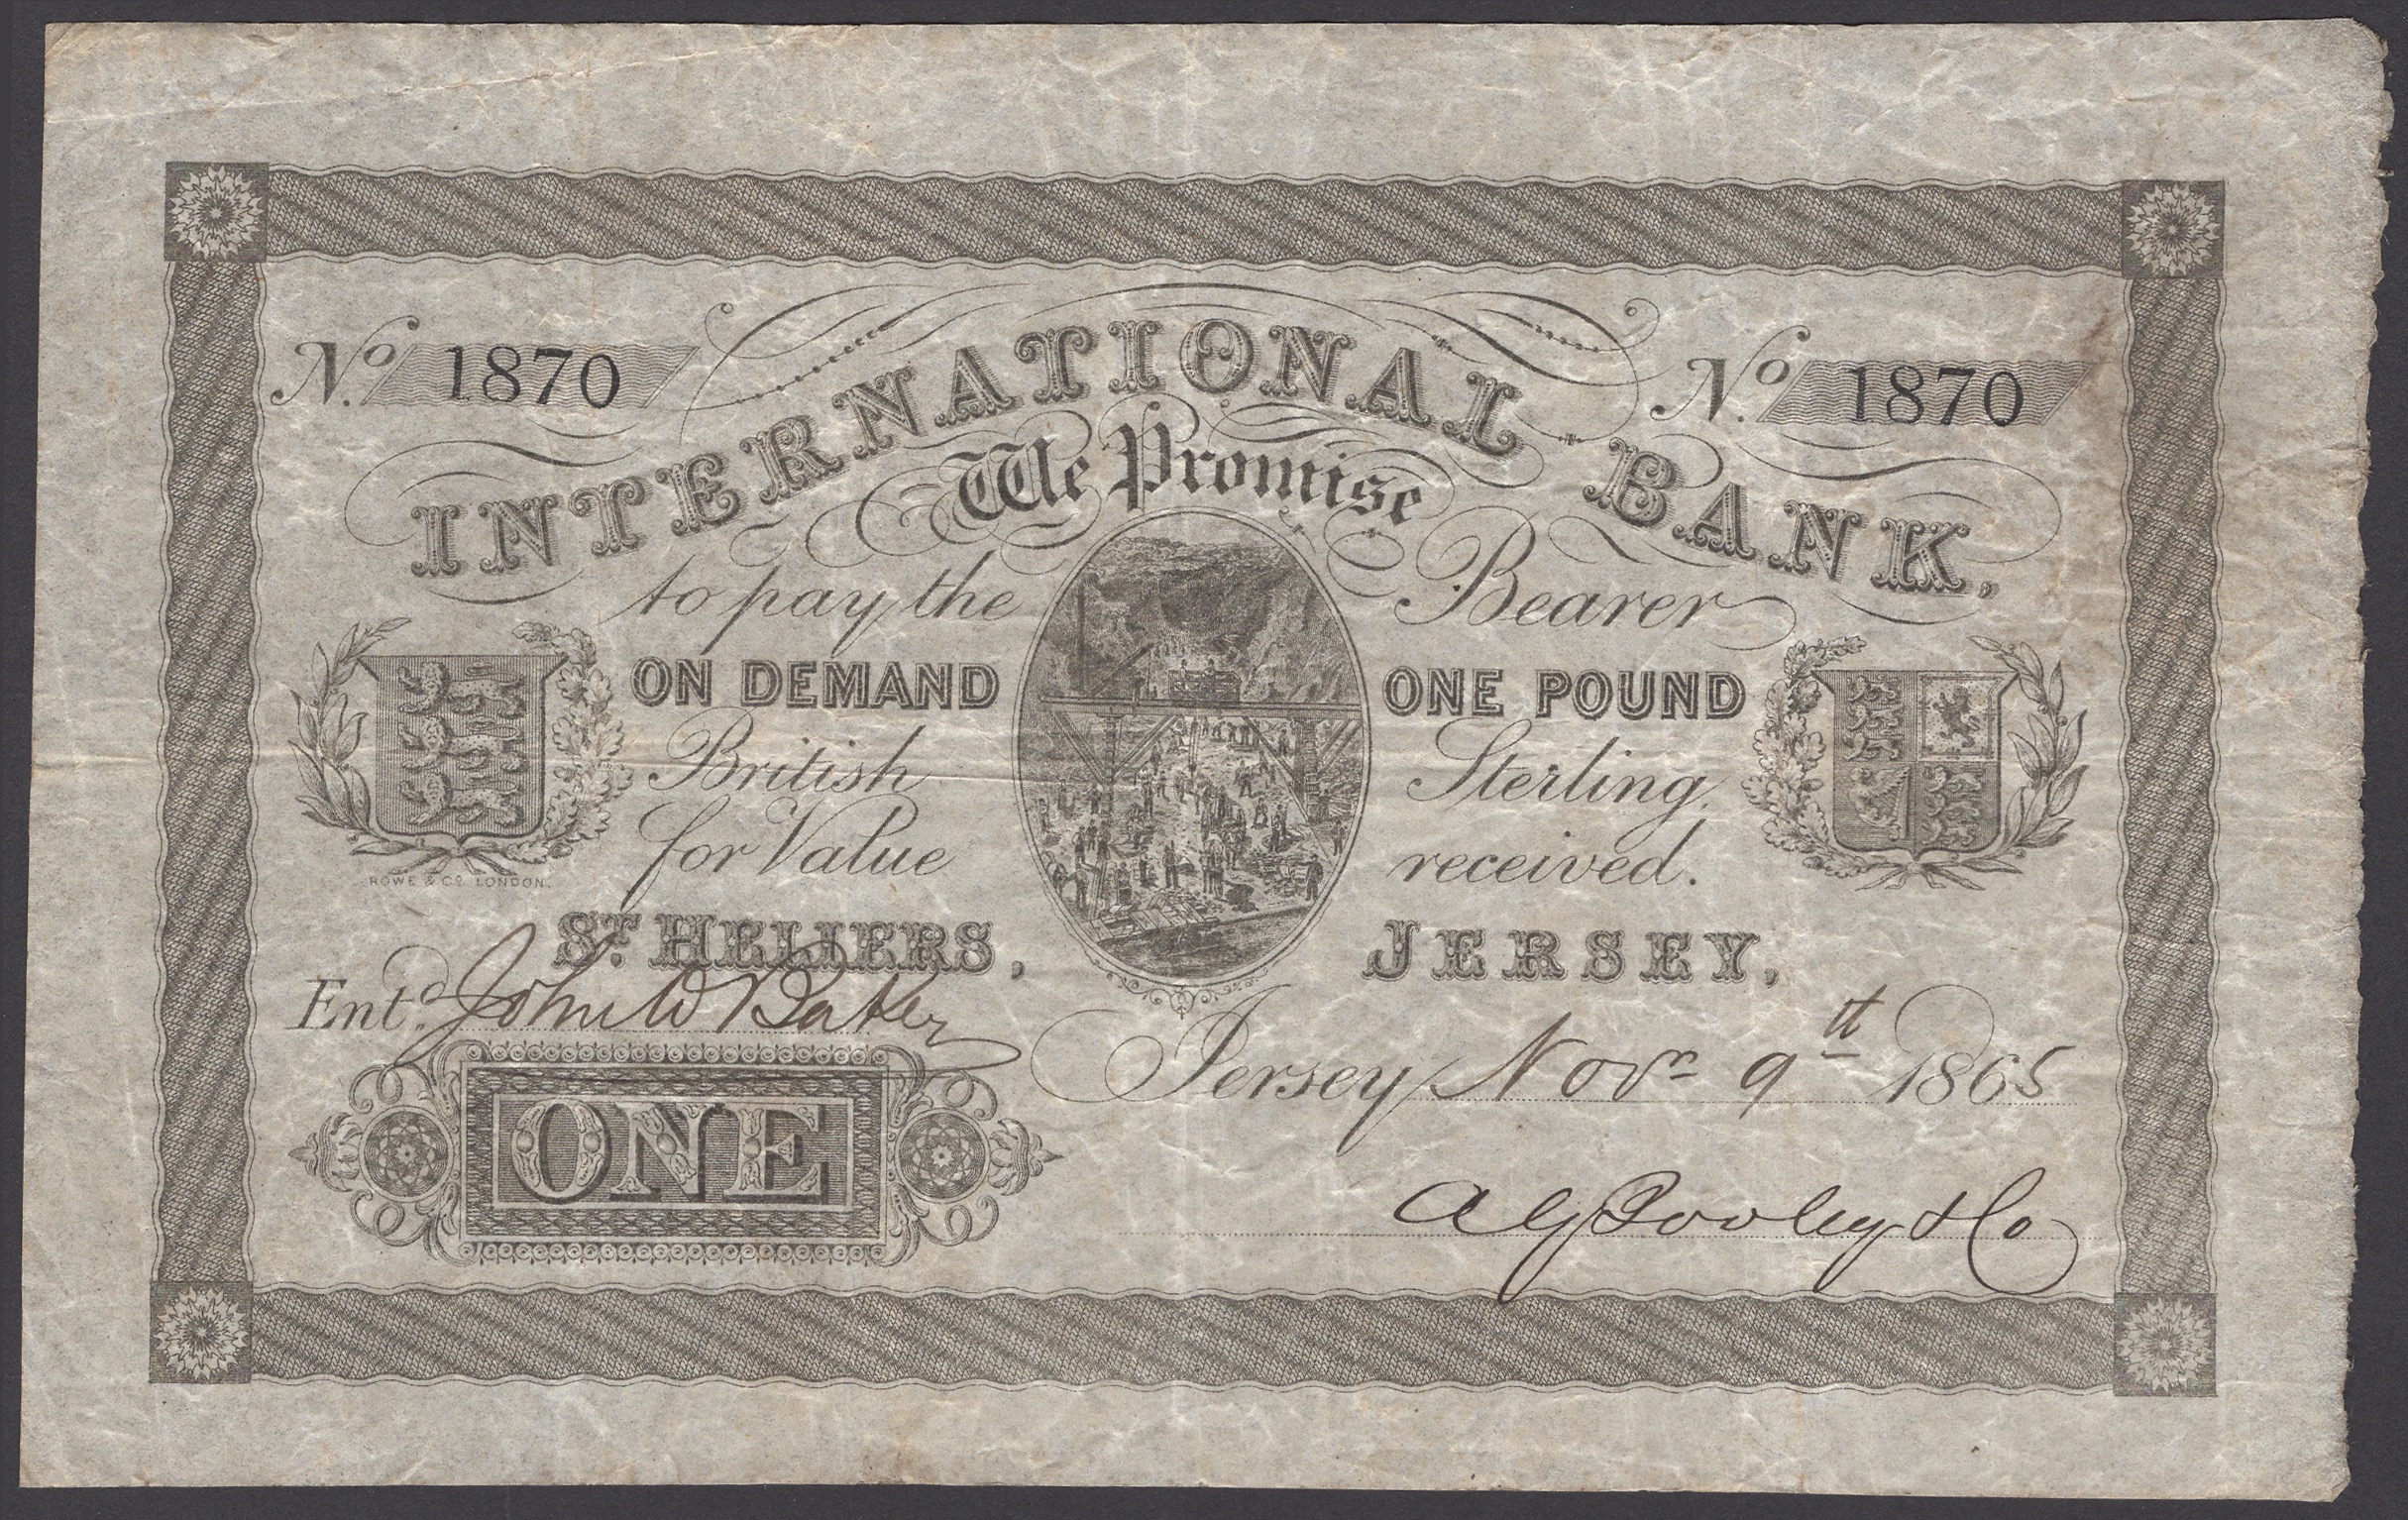 No. 1870 No. 1870
INTERNATIONAL BANK,
We Promise
to pay the Bearer
ON DEMAND ONE POUND
British Sterling,
for Value received.
ROWE & Co. LONDON.
ST. HELIERS, JERSEY,
Entd. John W Baker
Jersey Novr 9th 1865
ONE
A G Pooley & Co